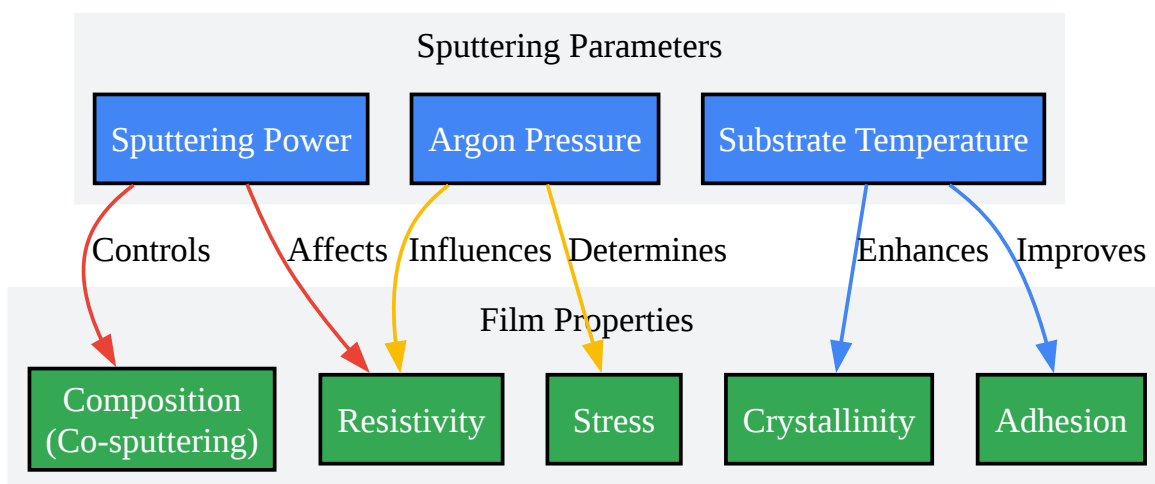 Sputtering Parameters
Sputtering Power
Argon Pressure
Substrate Temperature
Controls
Affects
Influences
Determines
Enhances
Improves
Film Properties
Composition
(Co-sputtering)
Resistivity
Stress
Crystallinity
Adhesion